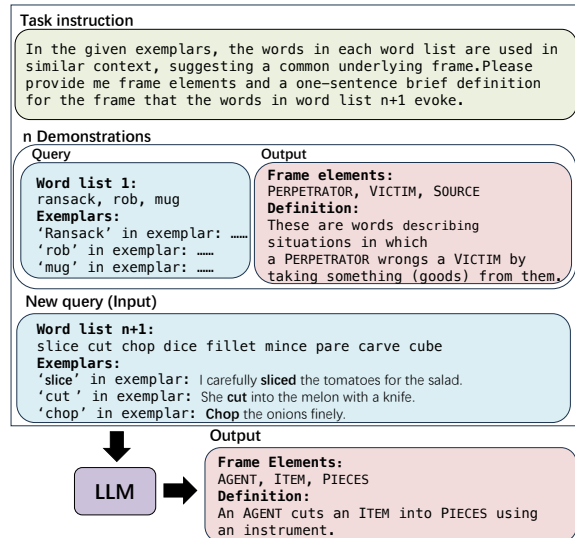 Task instruction
In the given exemplars, the words in each word list are used in
similar context, suggesting a common underlying frame.Please
provide me frame elements and a one-sentence brief definition
for the frame that the words in word list n+1 evoke.
n Demonstrations
Query
Word list 1:
ransack, rob, mug
Exemplars:
‘Ransack’ in exemplar: ……
‘rob’ in exemplar: ……
‘mug’ in exemplar: ……
Output
Frame elements:
PERPETRATOR, VICTIM, SOURCE
Definition:
These are words describing
situations in which
a PERPETRATOR wrongs a VICTIM by
taking something (goods) from them.
New query (Input)
Word list n+1:
slice cut chop dice fillet mince pare carve cube
Exemplars:
‘slice’ in exemplar: I carefully sliced the tomatoes for the salad.
‘cut ’ in exemplar: She cut into the melon with a knife.
‘chop’ in exemplar: Chop the onions finely.
LLM
Output
Frame Elements:
AGENT, ITEM, PIECES
Definition:
An AGENT cuts an ITEM into PIECES using
an instrument.